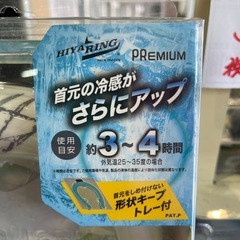 HIYARING
PREMIUM
首元の冷感が
さらにアップ
使用
目安
約3~4時間
外気温25~35度の場合
首元をしめ付けない
形状キープ
トレー付
PAT.P